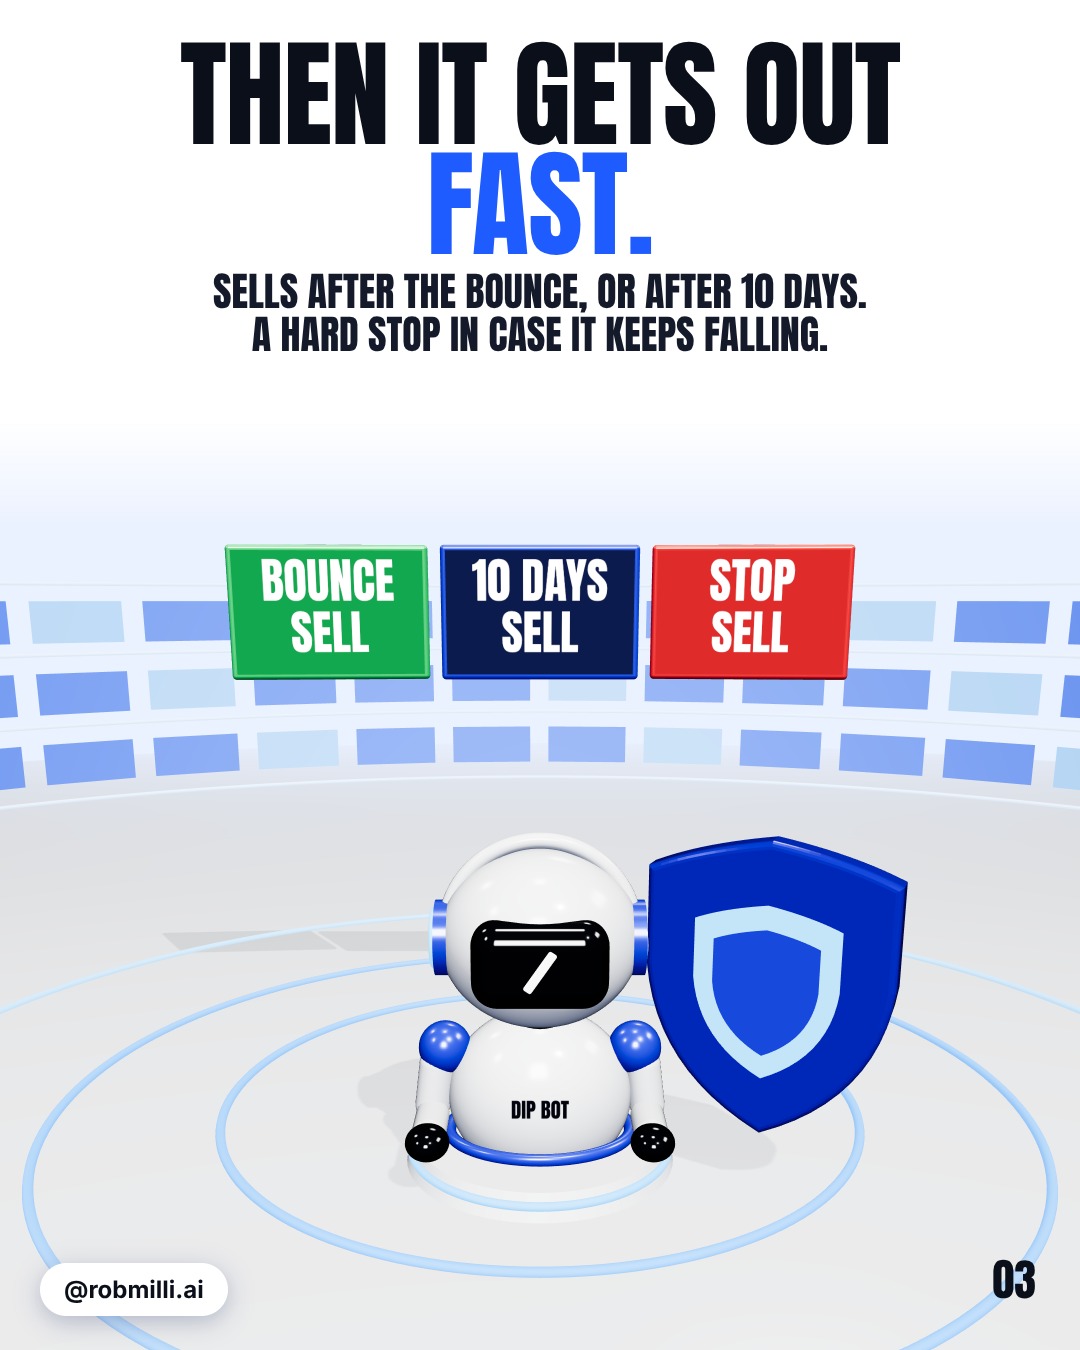 THEN IT GETS OUT
FAST.
SELLS AFTER THE BOUNCE, OR AFTER 10 DAYS.
A HARD STOP IN CASE IT KEEPS FALLING.
BOUNCE
SELL
10 DAYS
SELL
STOP
SELL
DIP BOT
@robmilli.ai
03